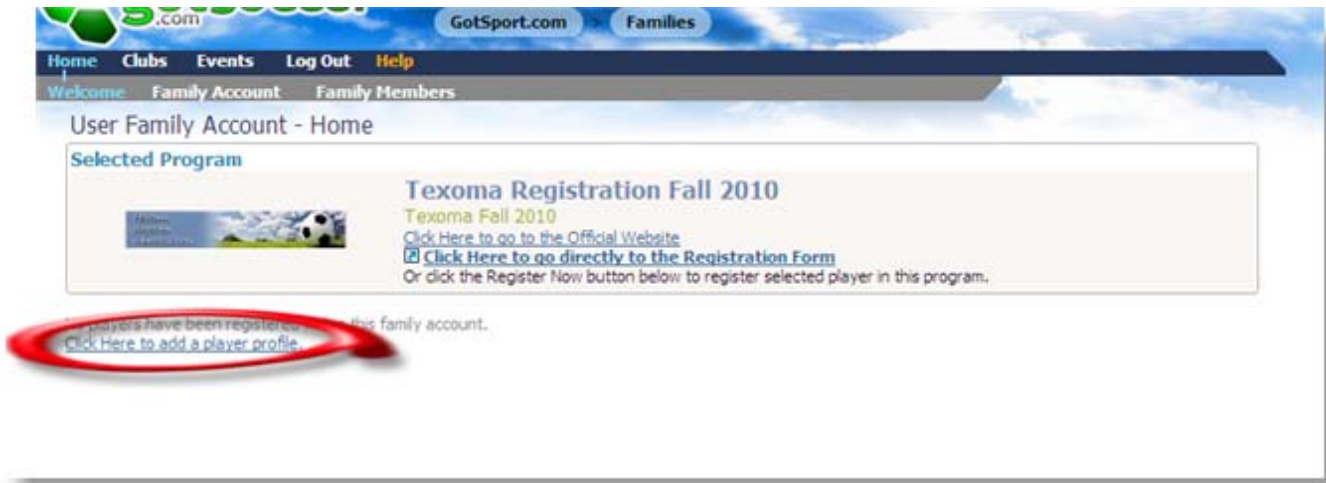 .com
GotSport.com > Families
Home Clubs Events Log Out Help
Welcome Family Account Family Members
User Family Account - Home
Selected Program
Texoma Registration Fall 2010
Texoma Fall 2010
Click Here to go to the Official Website
Click Here to go directly to the Registration Form
Or click the Register Now button below to register selected player in this program.
players have been registered this family account.
Click Here to add a player profile.